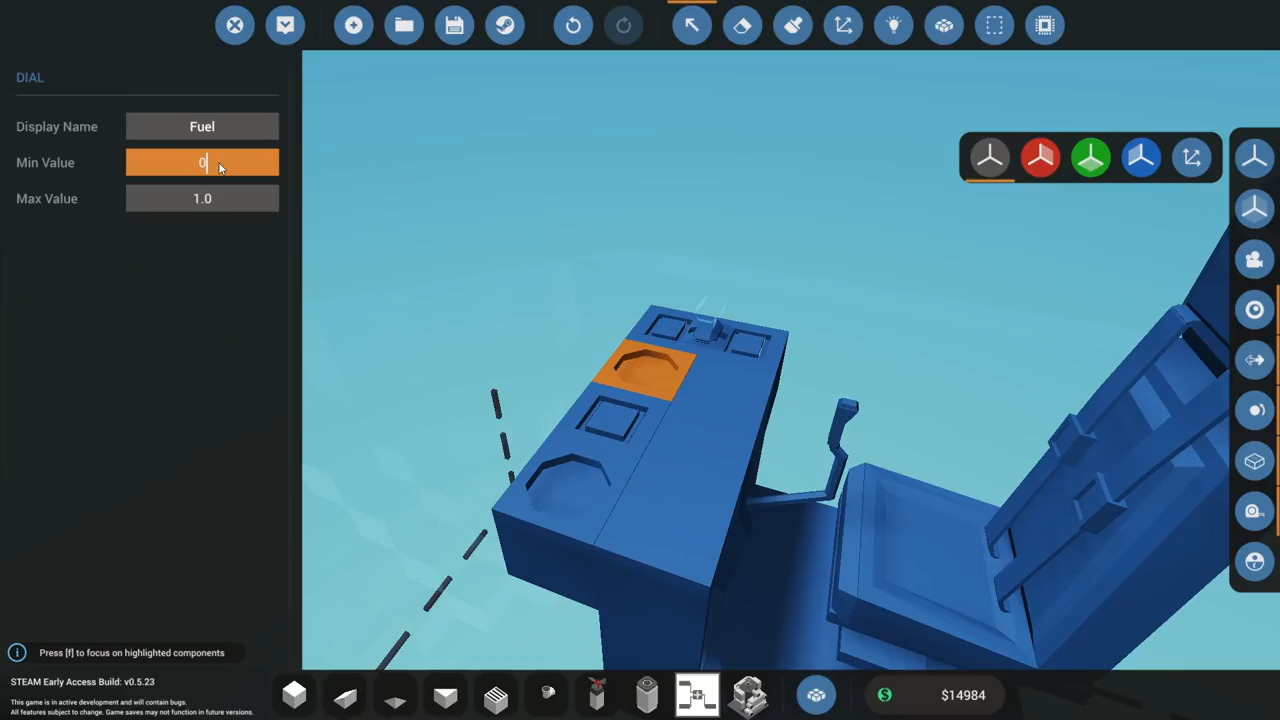 DIAL
Display Name Fuel
Min Value 0
Max Value 1.0
Press [f] to focus on highlighted components
STEAM Early Access Build: v0.5.23
This game is in active development and will contain bugs.
All features subject to change. Game saves may not function in future versions.
$ $14984